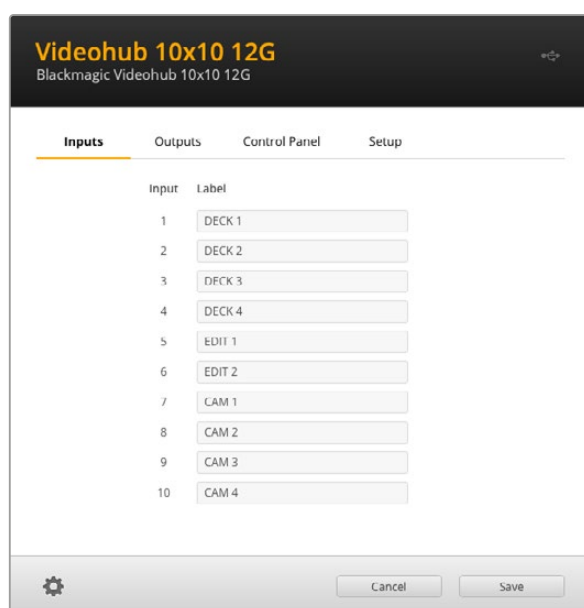 Videohub 10x10 12G
Blackmagic Videohub 10x10 12G
Inputs Outputs Control Panel Setup
Input Label
1 DECK 1
2 DECK 2
3 DECK 3
4 DECK 4
5 EDIT 1
6 EDIT 2
7 CAM 1
8 CAM 2
9 CAM 3
10 CAM 4
Cancel Save